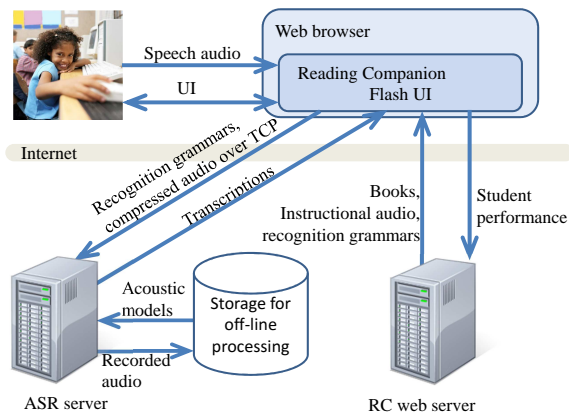 Web browser
Speech audio
Reading Companion
Flash UI
UI
Internet
Recognition grammars,
compressed audio over TCP
Transcriptions
Books,
Instructional audio,
recognition grammars
Student
performance
Acoustic
models
Storage for
off-line
processing
Recorded
audio
ASR server
RC web server